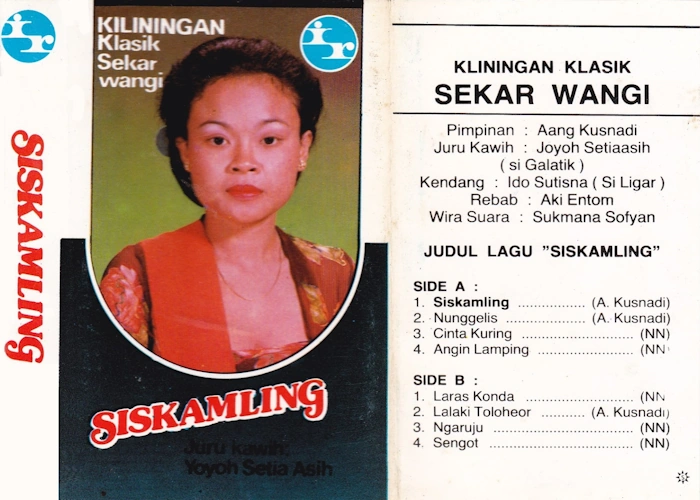 ir
SISKAMLING
KILININGAN
Klasik
Sekar
wangi
ir
SISKAMLING
Juru kawih:
Yoyoh Setia Asih
KLININGAN KLASIK
SEKAR WANGI
Pimpinan : Aang Kusnadi
Juru Kawih : Joyoh Setiaasih
( si Galatik )
Kendang : Ido Sutisna ( Si Ligar )
Rebab : Aki Entom
Wira Suara : Sukmana Sofyan
JUDUL LAGU "SISKAMLING"
SIDE A :
1. Siskamling ................. (A. Kusnadi)
2. Nunggelis ................... (A. Kusnadi)
3. Cinta Kuring ............................. (NN)
4. Angin Lamping ........................ (NN)
SIDE B :
1. Laras Konda ........................... (NN
2. Lalaki Toloheor ............ (A. Kusnadi)
3. Ngaruju .................................... (NN)
4. Sengot ...................................... (NN)